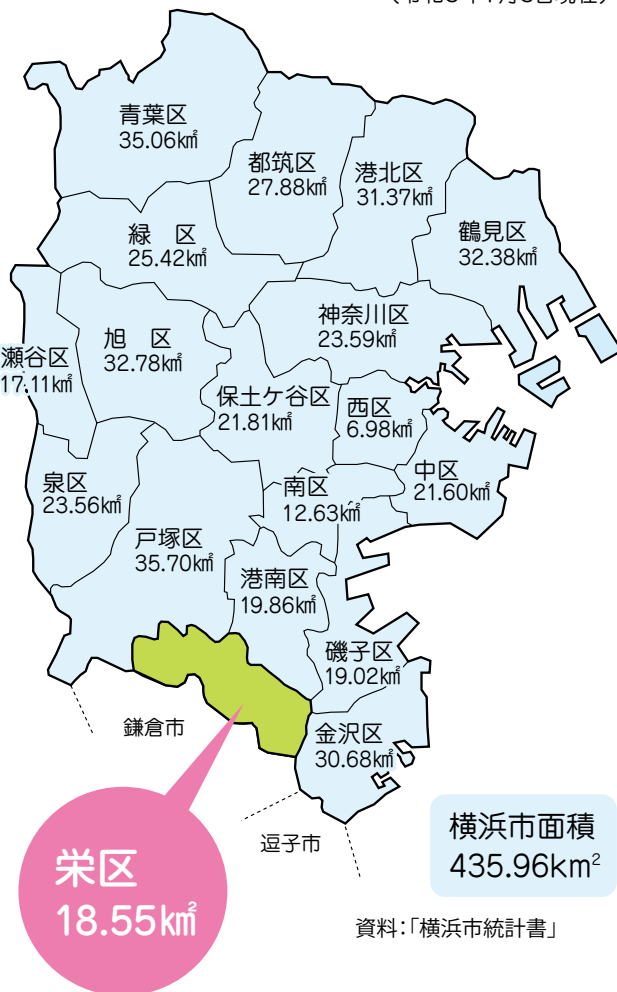 青葉区
35.06k㎡
都筑区
27.88k㎡
港北区
31.37k㎡
鶴見区
32.38k㎡
緑 区
25.42k㎡
神奈川区
23.59k㎡
瀬谷区
17.11k㎡
旭 区
32.78k㎡
保土ケ谷区
21.81k㎡
西区
6.98k㎡
泉区
23.56k㎡
中区
21.60k㎡
南区
12.63k㎡
戸塚区
35.70k㎡
港南区
19.86k㎡
磯子区
19.02k㎡
鎌倉市
金沢区
30.68k㎡
逗子市
栄区
18.55k㎡
横浜市面積
435.96km²
資料：「横浜市統計書」